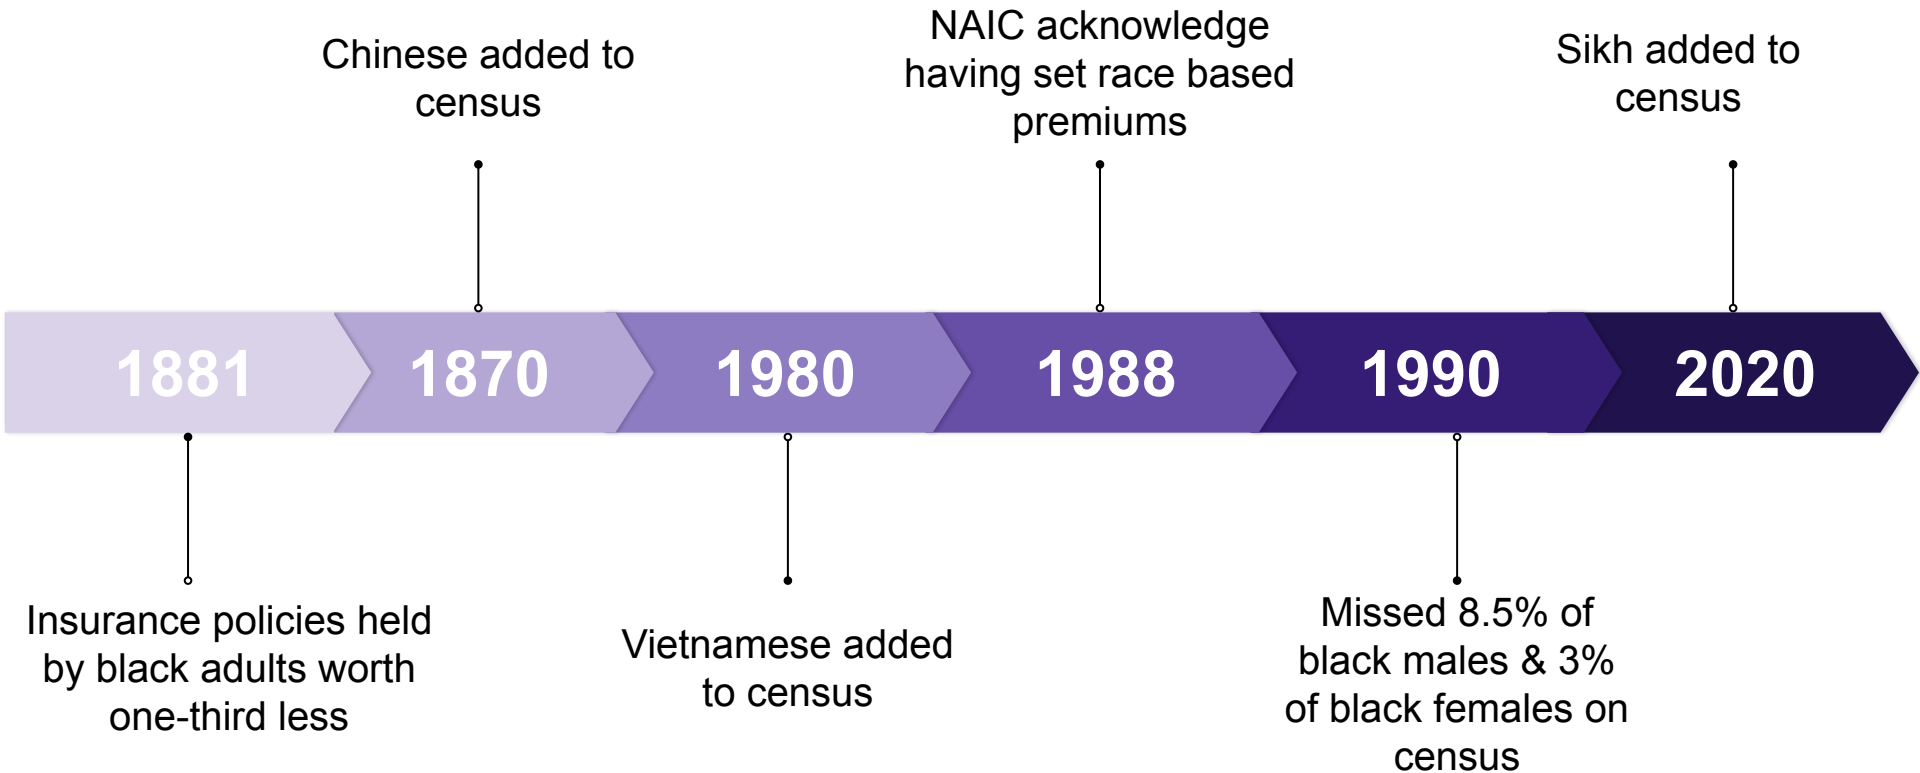 Chinese added to
census
NAIC acknowledge
having set race based
premiums
Sikh added to
census
1881
1870
1980
1988
1990
2020
Insurance policies held
by black adults worth
one-third less
Vietnamese added
to census
Missed 8.5% of
black males & 3%
of black females on
census